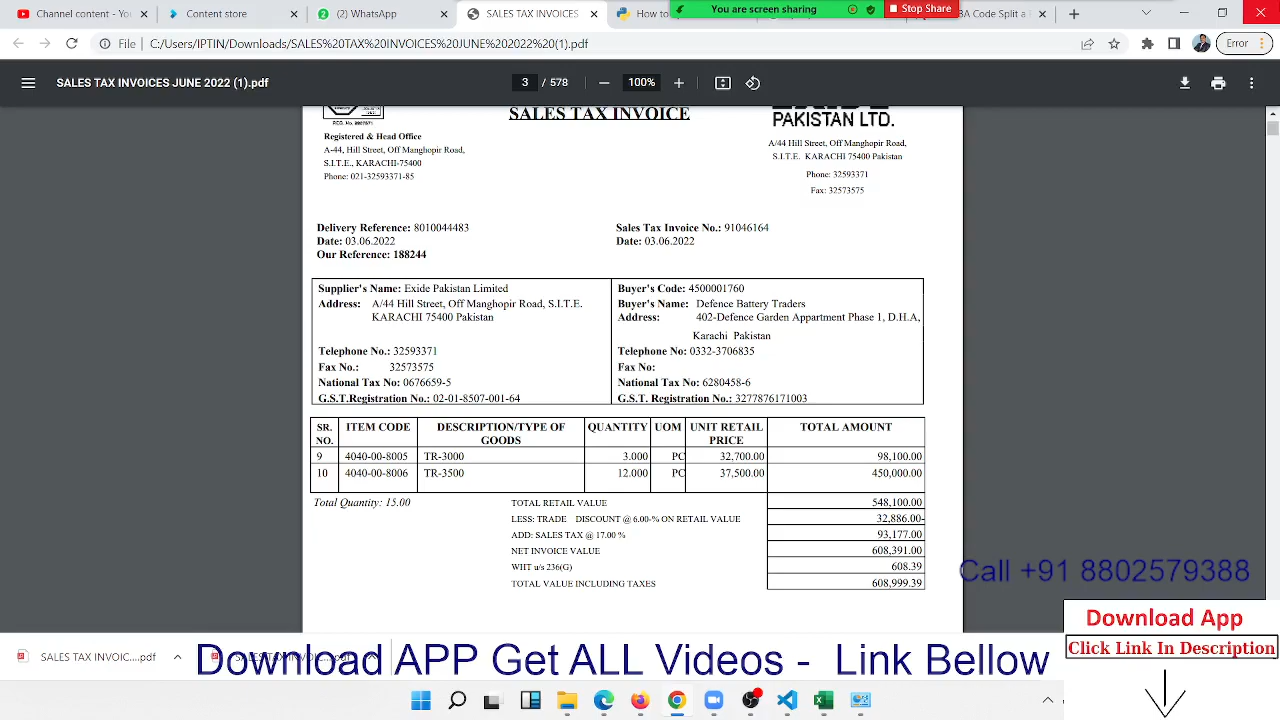 Channel content - You
Content store
(2) WhatsApp
SALES TAX INVOICES
How to
You are screen sharing
Stop Share
BA Code Split a
File | C:/Users/IPTIN/Downloads/SALES%20TAX%20INVOICES%20JUNE%202022%20(1).pdf
Error
SALES TAX INVOICES JUNE 2022 (1).pdf
3 / 578
100%
SALES TAX INVOICE
PAKISTAN LTD.
Registered & Head Office
A-44, Hill Street, Off Manghopir Road,
S.I.T.E., KARACHI-75400
Phone: 021-32593371-85
A/44 Hill Street, Off Manghopir Road,
S.I.T.E. KARACHI 75400 Pakistan
Phone: 32593371
Fax: 32573575
Delivery Reference: 8010044483
Date: 03.06.2022
Our Reference: 188244
Sales Tax Invoice No.: 91046164
Date: 03.06.2022
Supplier's Name: Exide Pakistan Limited
Address: A/44 Hill Street, Off Manghopir Road, S.I.T.E.
KARACHI 75400 Pakistan
Telephone No.: 32593371
Fax No.: 32573575
National Tax No: 0676659-5
G.S.T.Registration No.: 02-01-8507-001-64
Buyer's Code: 4500001760
Buyer's Name: Defence Battery Traders
Address: 402-Defence Garden Appartment Phase 1, D.H.A,
Karachi Pakistan
Telephone No: 0332-3706835
Fax No:
National Tax No: 6280458-6
G.S.T. Registration No.: 3277876171003
SR. NO. ITEM CODE DESCRIPTION/TYPE OF GOODS QUANTITY UOM UNIT RETAIL PRICE TOTAL AMOUNT
9 4040-00-8005 TR-3000 3.000 PC 32,700.00 98,100.00
10 4040-00-8006 TR-3500 12.000 PC 37,500.00 450,000.00
Total Quantity: 15.00 TOTAL RETAIL VALUE 548,100.00
LESS: TRADE DISCOUNT @ 6.00-% ON RETAIL VALUE 32,886.00-
ADD: SALES TAX @ 17.00 % 93,177.00
NET INVOICE VALUE 608,391.00
WHT u/s 236(G) 608.39
TOTAL VALUE INCLUDING TAXES 608,999.39
Call +91 8802579388
Download App
Click Link In Description
SALES TAX INVOIC....pdf
Download APP Get ALL Videos - Link Bellow